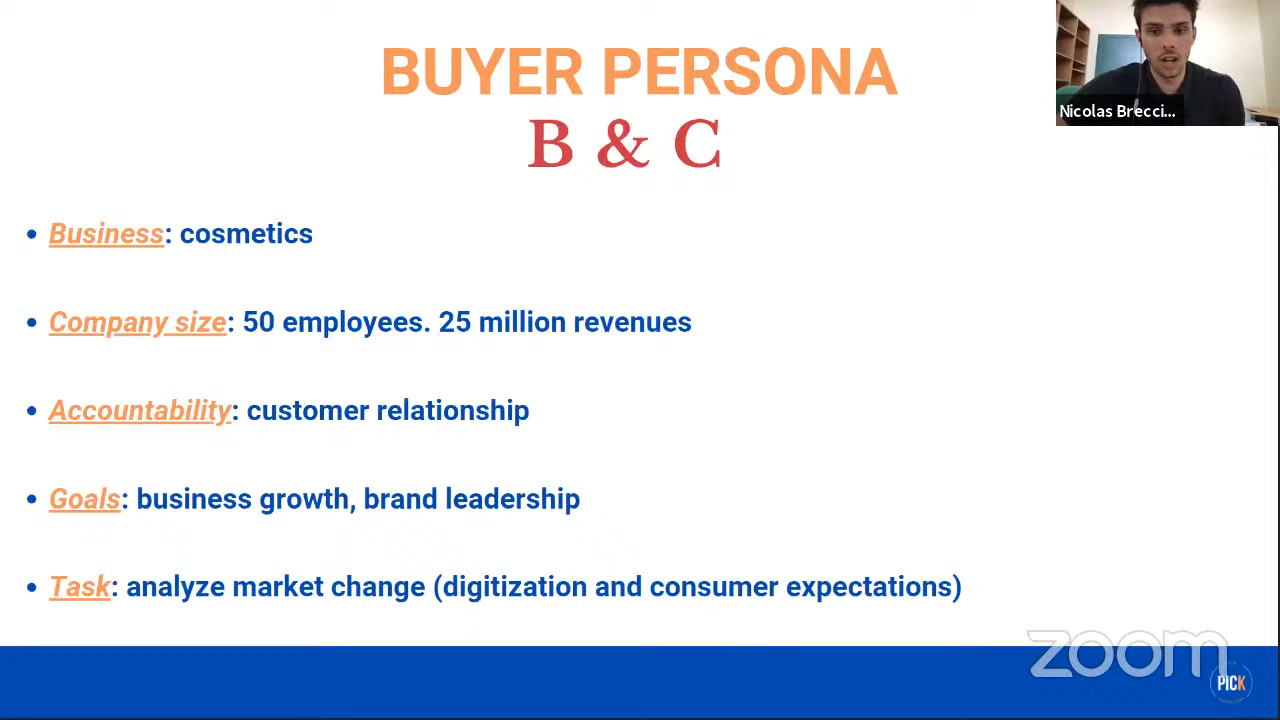 BUYER PERSONA
B & C
Nicolas Brecci...
• Business: cosmetics
• Company size: 50 employees. 25 million revenues
• Accountability: customer relationship
• Goals: business growth, brand leadership
• Task: analyze market change (digitization and consumer expectations)
zoom
PICK